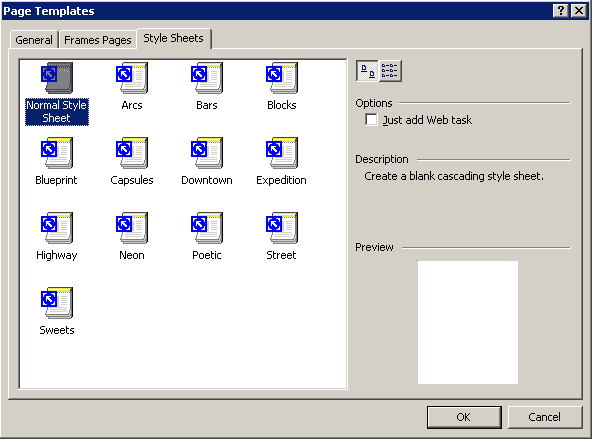 Page Templates
General
Frames Pages
Style Sheets
Normal Style
Sheet
Arcs
Bars
Blocks
Blueprint
Capsules
Downtown
Expedition
Highway
Neon
Poetic
Street
Sweets
Options
Just add Web task
Description
Create a blank cascading style sheet.
Preview
OK
Cancel